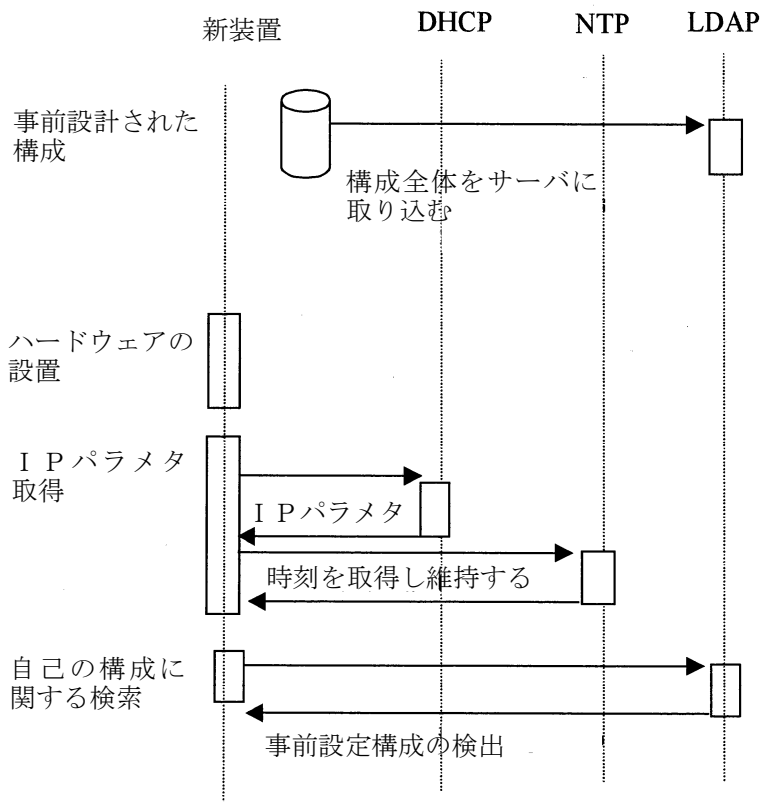 新装置
DHCP
NTP
LDAP
事前設計された
構成
構成全体をサーバに
取り込む
ハードウェアの
設置
ＩＰパラメタ
取得
ＩＰパラメタ
時刻を取得し維持する
自己の構成に
関する検索
事前設定構成の検出